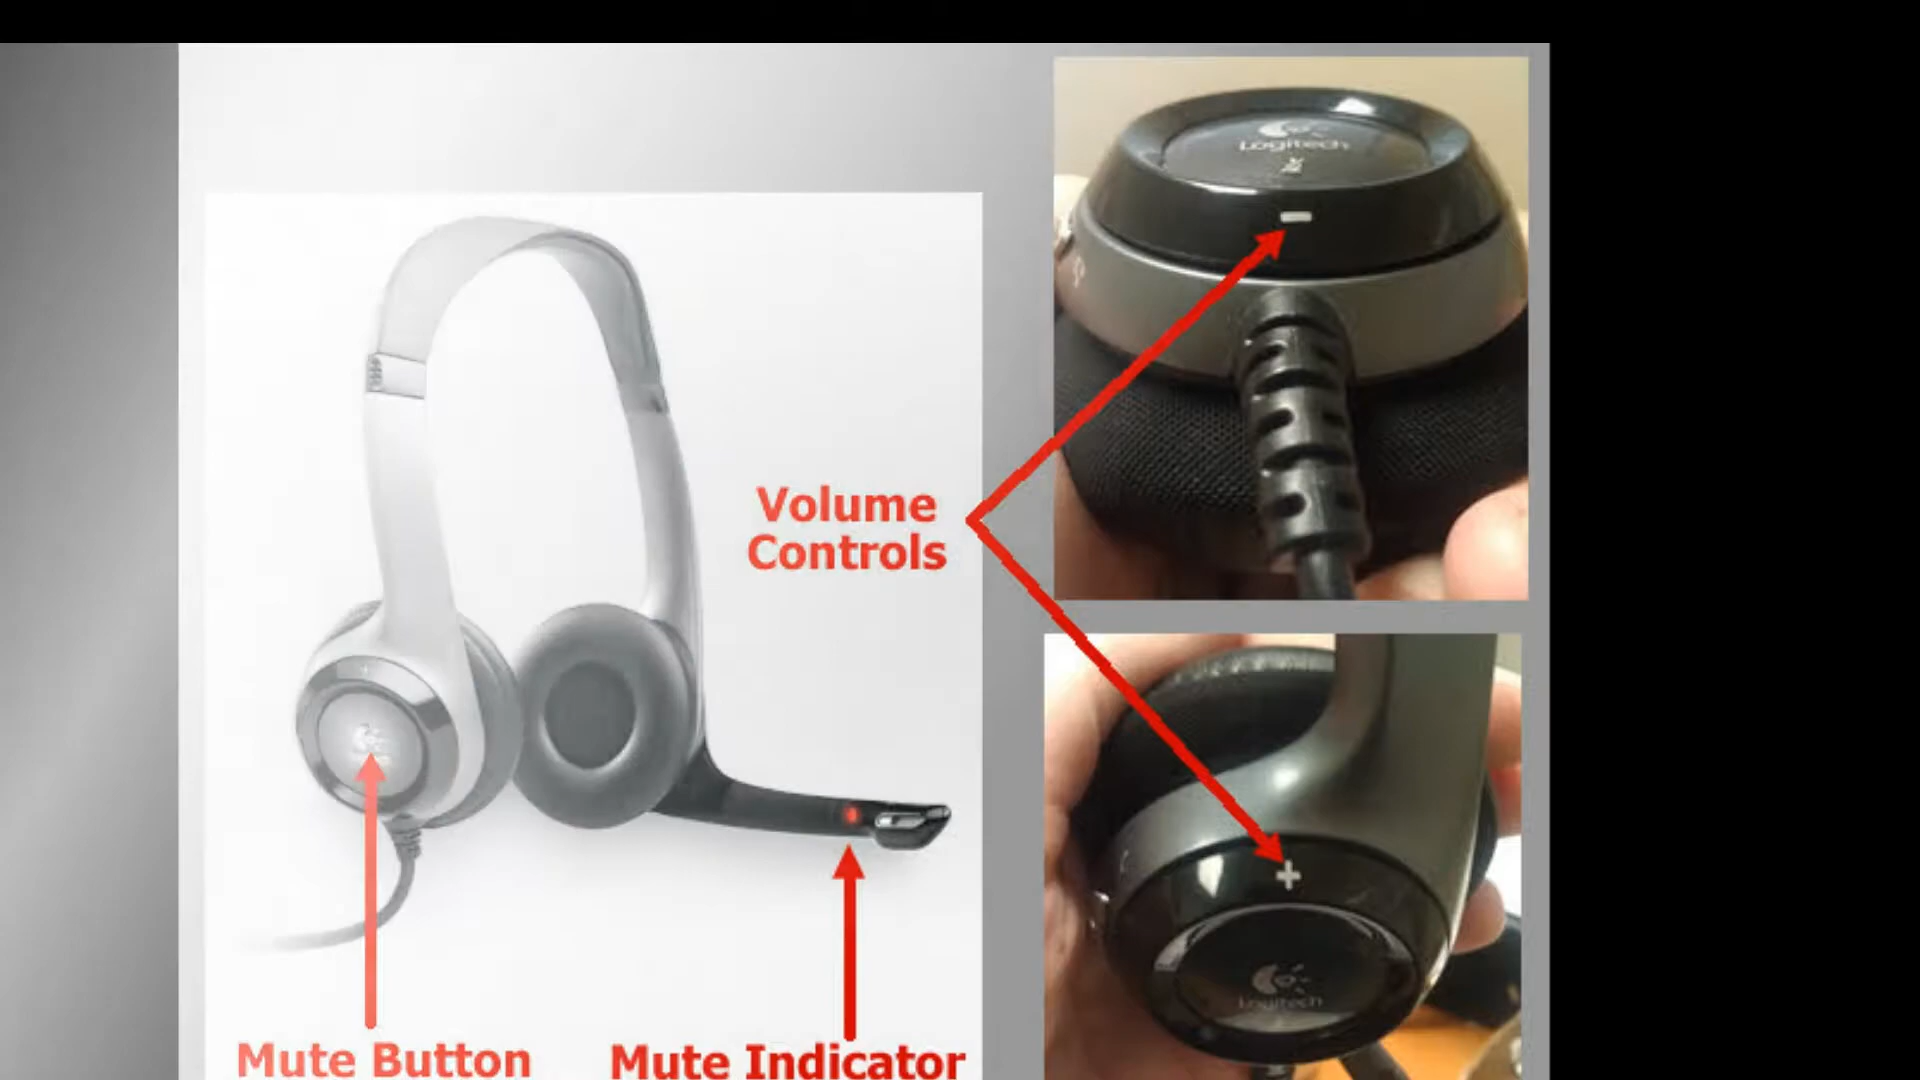 Logitech
−
Volume
Controls
+
Logitech
Mute Button
Mute Indicator